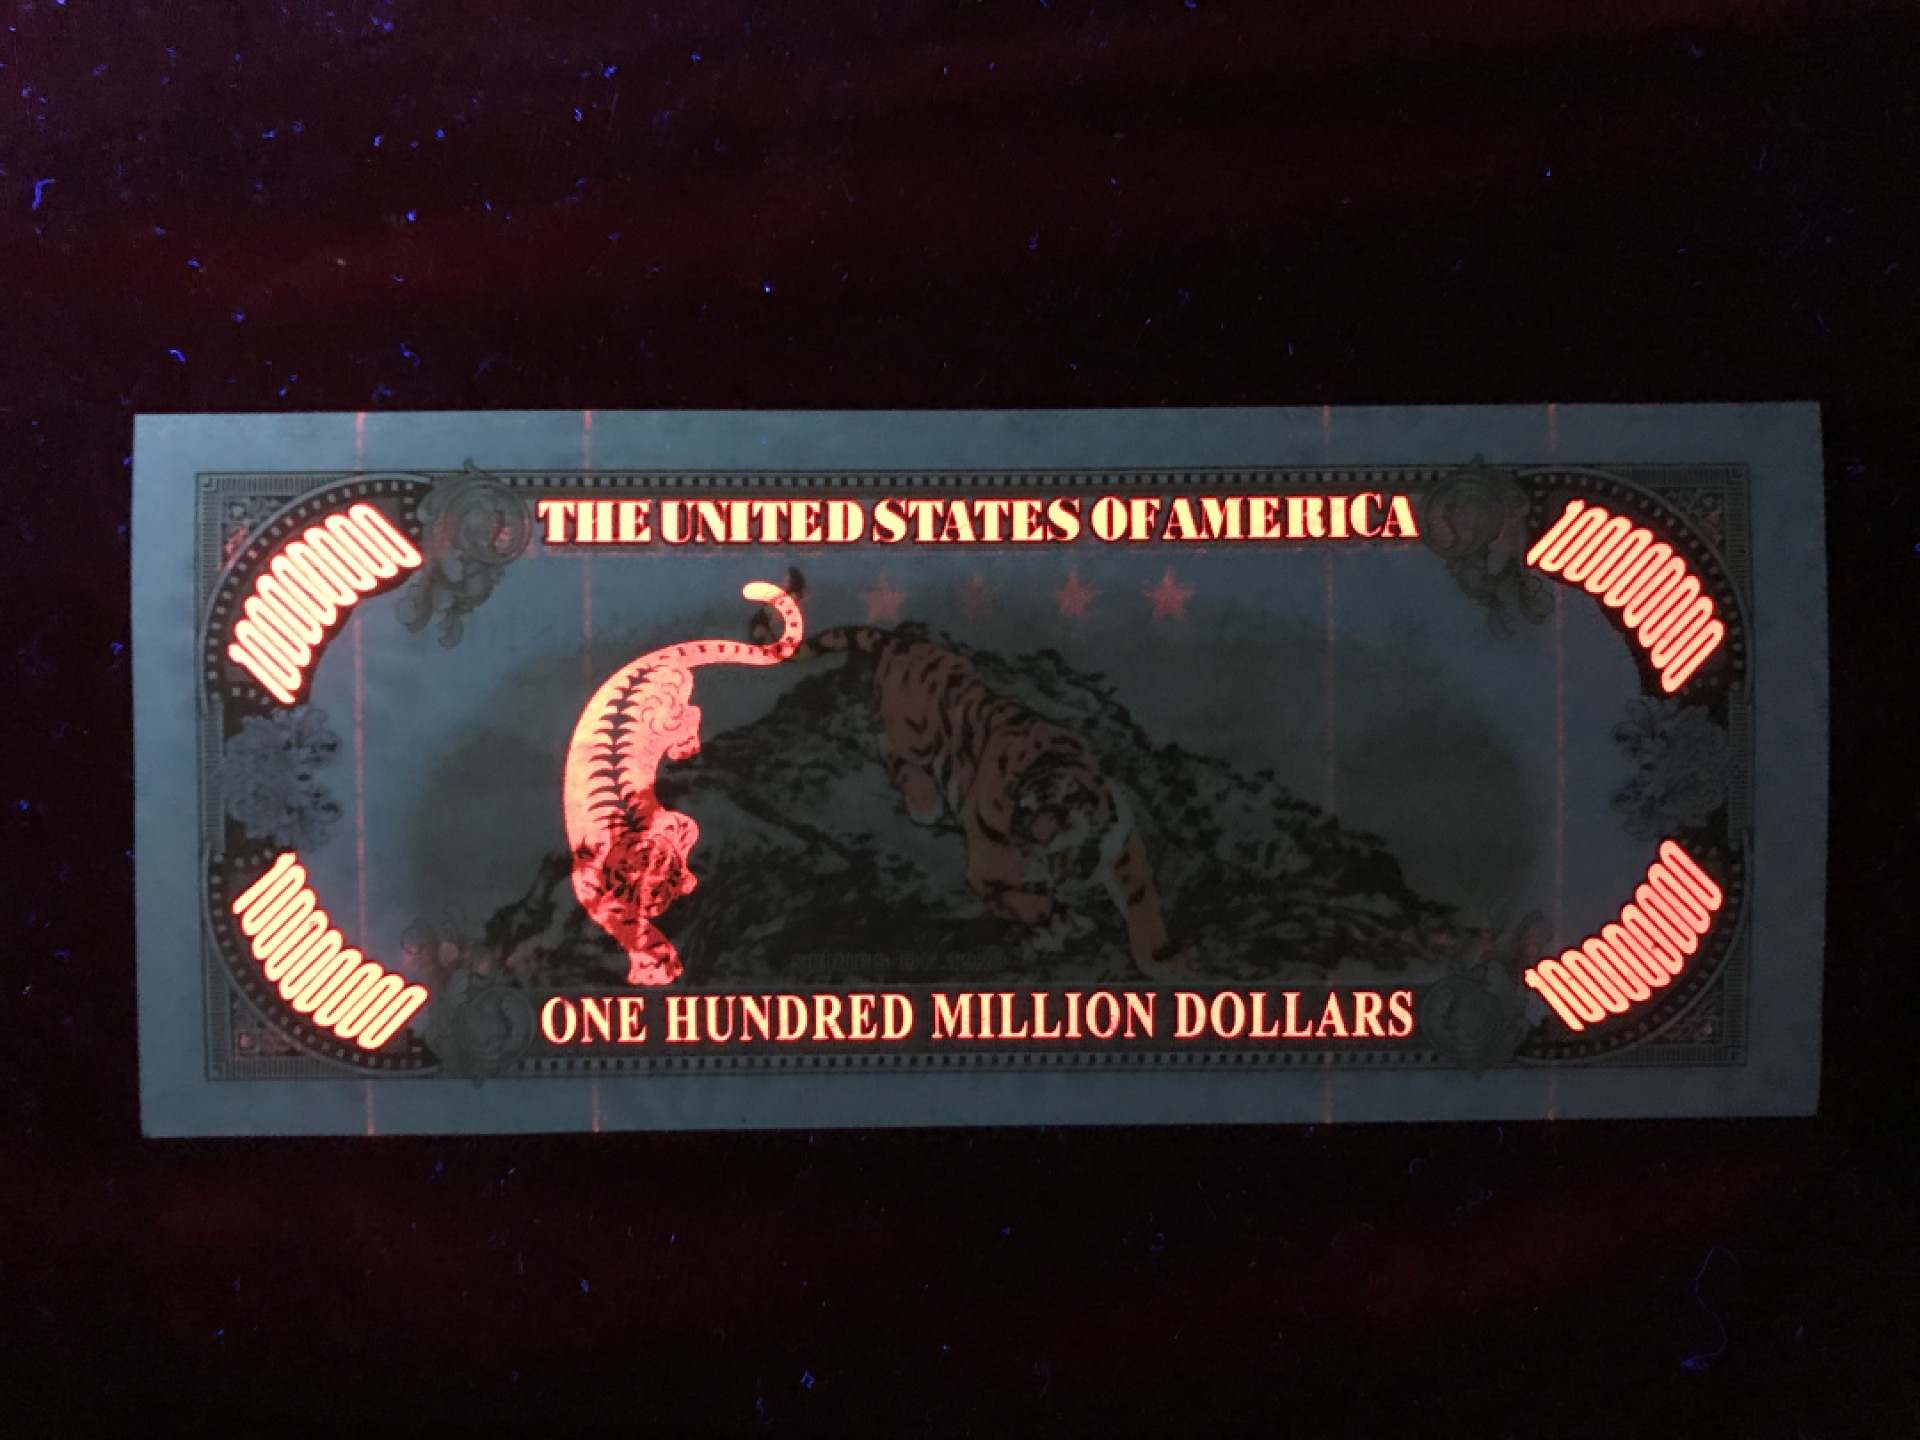 THE UNITED STATES OF AMERICA
100000000
100000000
100000000
100000000
ONE HUNDRED MILLION DOLLARS